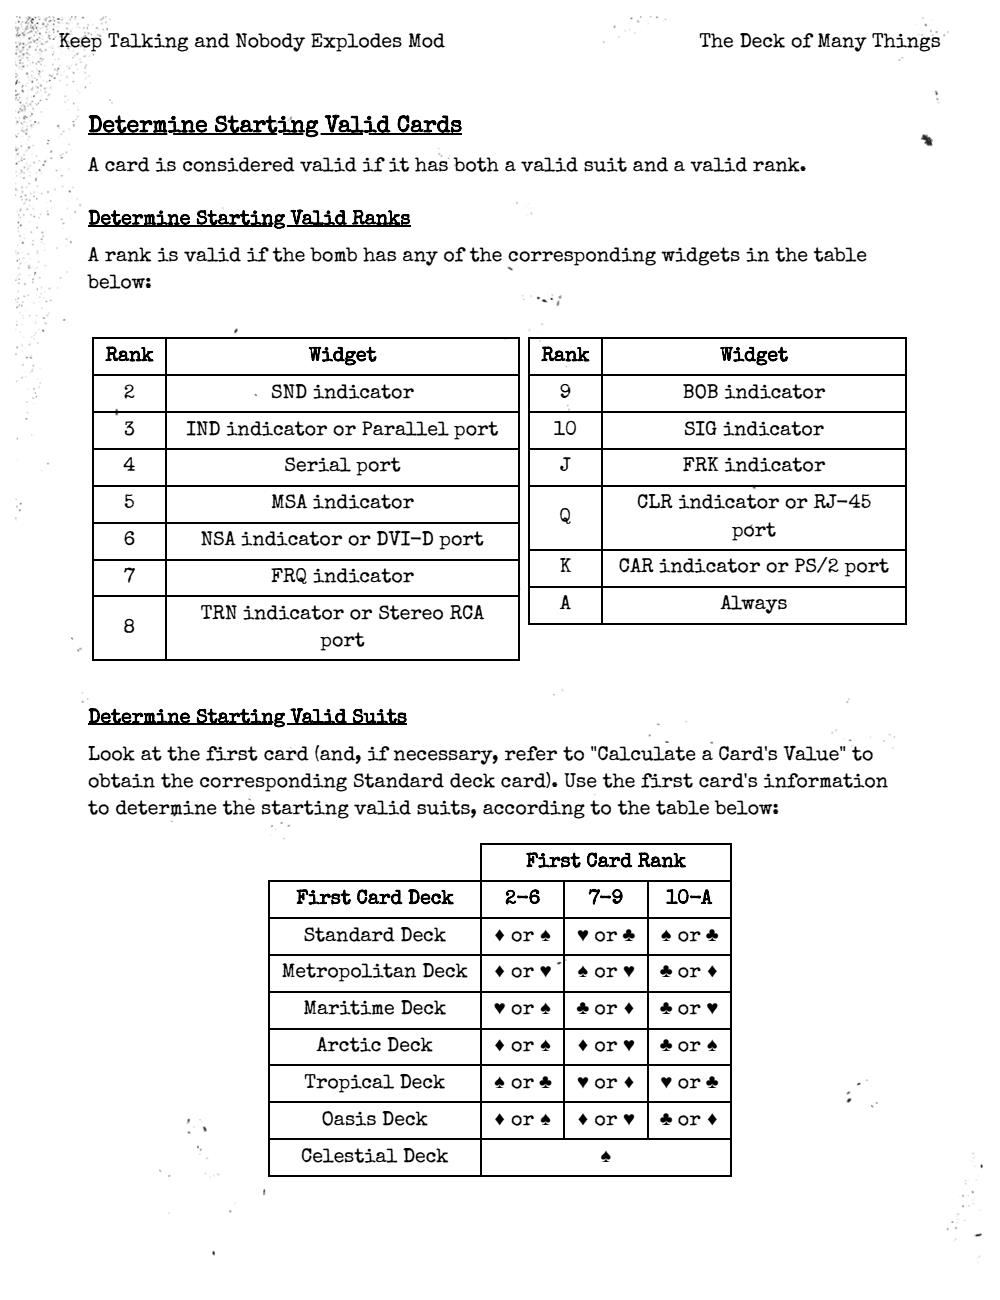 Keep Talking and Nobody Explodes Mod
The Deck of Many Things
Determine Starting Valid Cards
A card is considered valid if it has both a valid suit and a valid rank.
Determine Starting Valid Ranks
A rank is valid if the bomb has any of the corresponding widgets in the table
below:
Rank Widget
2 SND indicator
3 IND indicator or Parallel port
4 Serial port
5 MSA indicator
6 NSA indicator or DVI-D port
7 FRQ indicator
8 TRN indicator or Stereo RCA
port
Rank Widget
9 BOB indicator
10 SIG indicator
J FRK indicator
Q CLR indicator or RJ-45
port
K CAR indicator or PS/2 port
A Always
Determine Starting Valid Suits
Look at the first card (and, if necessary, refer to "Calculate a Card's Value" to
obtain the corresponding Standard deck card). Use the first card's information
to determine the starting valid suits, according to the table below:
First Card Rank
First Card Deck 2-6 7-9 10-A
Standard Deck ♦ or ♠ ♥ or ♣ ♠ or ♣
Metropolitan Deck ♦ or ♥ ♠ or ♥ ♣ or ♦
Maritime Deck ♥ or ♠ ♣ or ♦ ♣ or ♥
Arctic Deck ♦ or ♠ ♦ or ♥ ♣ or ♠
Tropical Deck ♠ or ♣ ♥ or ♦ ♥ or ♣
Oasis Deck ♦ or ♠ ♦ or ♥ ♣ or ♦
Celestial Deck ♠